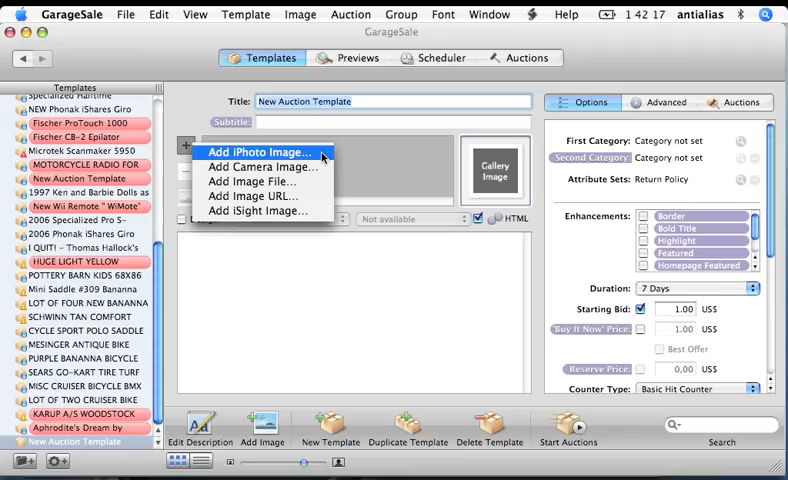 GarageSale File Edit View Template Image Auction Group Font Window Help 1 42 17 antialias
GarageSale
Templates Previews Scheduler Auctions
Templates
Specialized Halftime
NEW Phonak iShares Giro
Fischer ProTouch 1000
Fischer CB-2 Epilator
Microtek Scanmaker 5950
MOTORCYCLE RADIO FOR
New Auction Template
1997 Ken and Barbie Dolls
New Wii Remote " WiMote"
2006 Specialized Pro S-
I QUIT! - Thomas Hallock's
2006 Phonak iShares Giro
HUGE LIGHT YELLOW
POTTERY BARN KIDS 68X86
Mini Saddle #309 Bananna
LOT OF FOUR NEW BANANNA
SCHWINN TAN COMFORT
CYCLE SPORT POLO SADDLE
MESINGER ANTIQUE BIKE
PURPLE BANANNA BICYCLE
SEARS GO-KART TIRE TURF
MISC CRUISER BICYCLE BMX
LOT OF TWO CRUISER BIKE
KARUP A/S WOODSTOCK
Aphrodite's Dream by
New Auction Template
Title: New Auction Template
Subtitle:
Add iPhoto Image...
Add Camera Image...
Add Image File...
Add Image URL...
Add iSight Image...
Gallery
Image
Not available
HTML
Options Advanced Auctions
First Category: Category not set
Second Category: Category not set
Attribute Sets: Return Policy
Enhancements: Border
Bold Title
Highlight
Featured
Homepage Featured
Duration: 7 Days
Starting Bid: 1.00 US$
'Buy It Now' Price: 1.00 US$
Best Offer
Reserve Price: 0,00 US$
Counter Type: Basic Hit Counter
Edit Description Add Image New Template Duplicate Template Delete Template Start Auctions Search